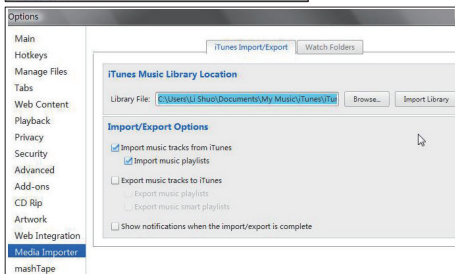 Options
Main
Hotkeys
Manage Files
Tabs
Web Content
Playback
Privacy
Security
Advanced
Add-ons
CD Rip
Artwork
Web Integration
Media Importer
mashTape
iTunes Import/Export Watch Folders
iTunes Music Library Location
Library File: C:\Users\Li Shuo\Documents\My Music\iTunes\iTu Browse... Import Library
Import/Export Options
Import music tracks from iTunes
Import music playlists
Export music tracks to iTunes
Export music playlists
Export music smart playlists
Show notifications when the import/export is complete